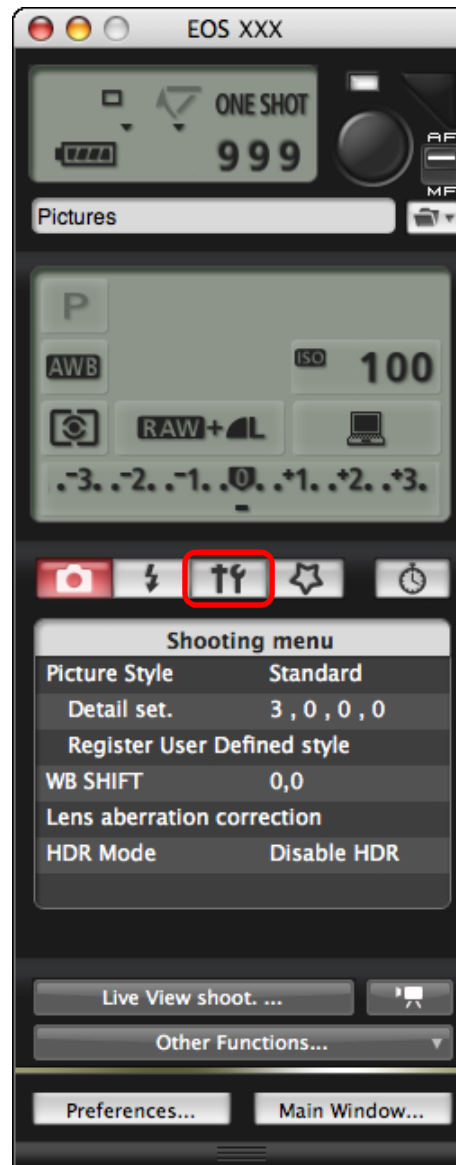 EOS XXX
ONE SHOT
999
AF
MF
Pictures
P
AWB
ISO 100
RAW+L
.-3. .-2. .-1. .0. .+1. .+2. .+3.
Shooting menu
Picture Style Standard
Detail set. 3 , 0 , 0 , 0
Register User Defined style
WB SHIFT 0,0
Lens aberration correction
HDR Mode Disable HDR
Live View shoot. ...
Other Functions...
Preferences... Main Window...